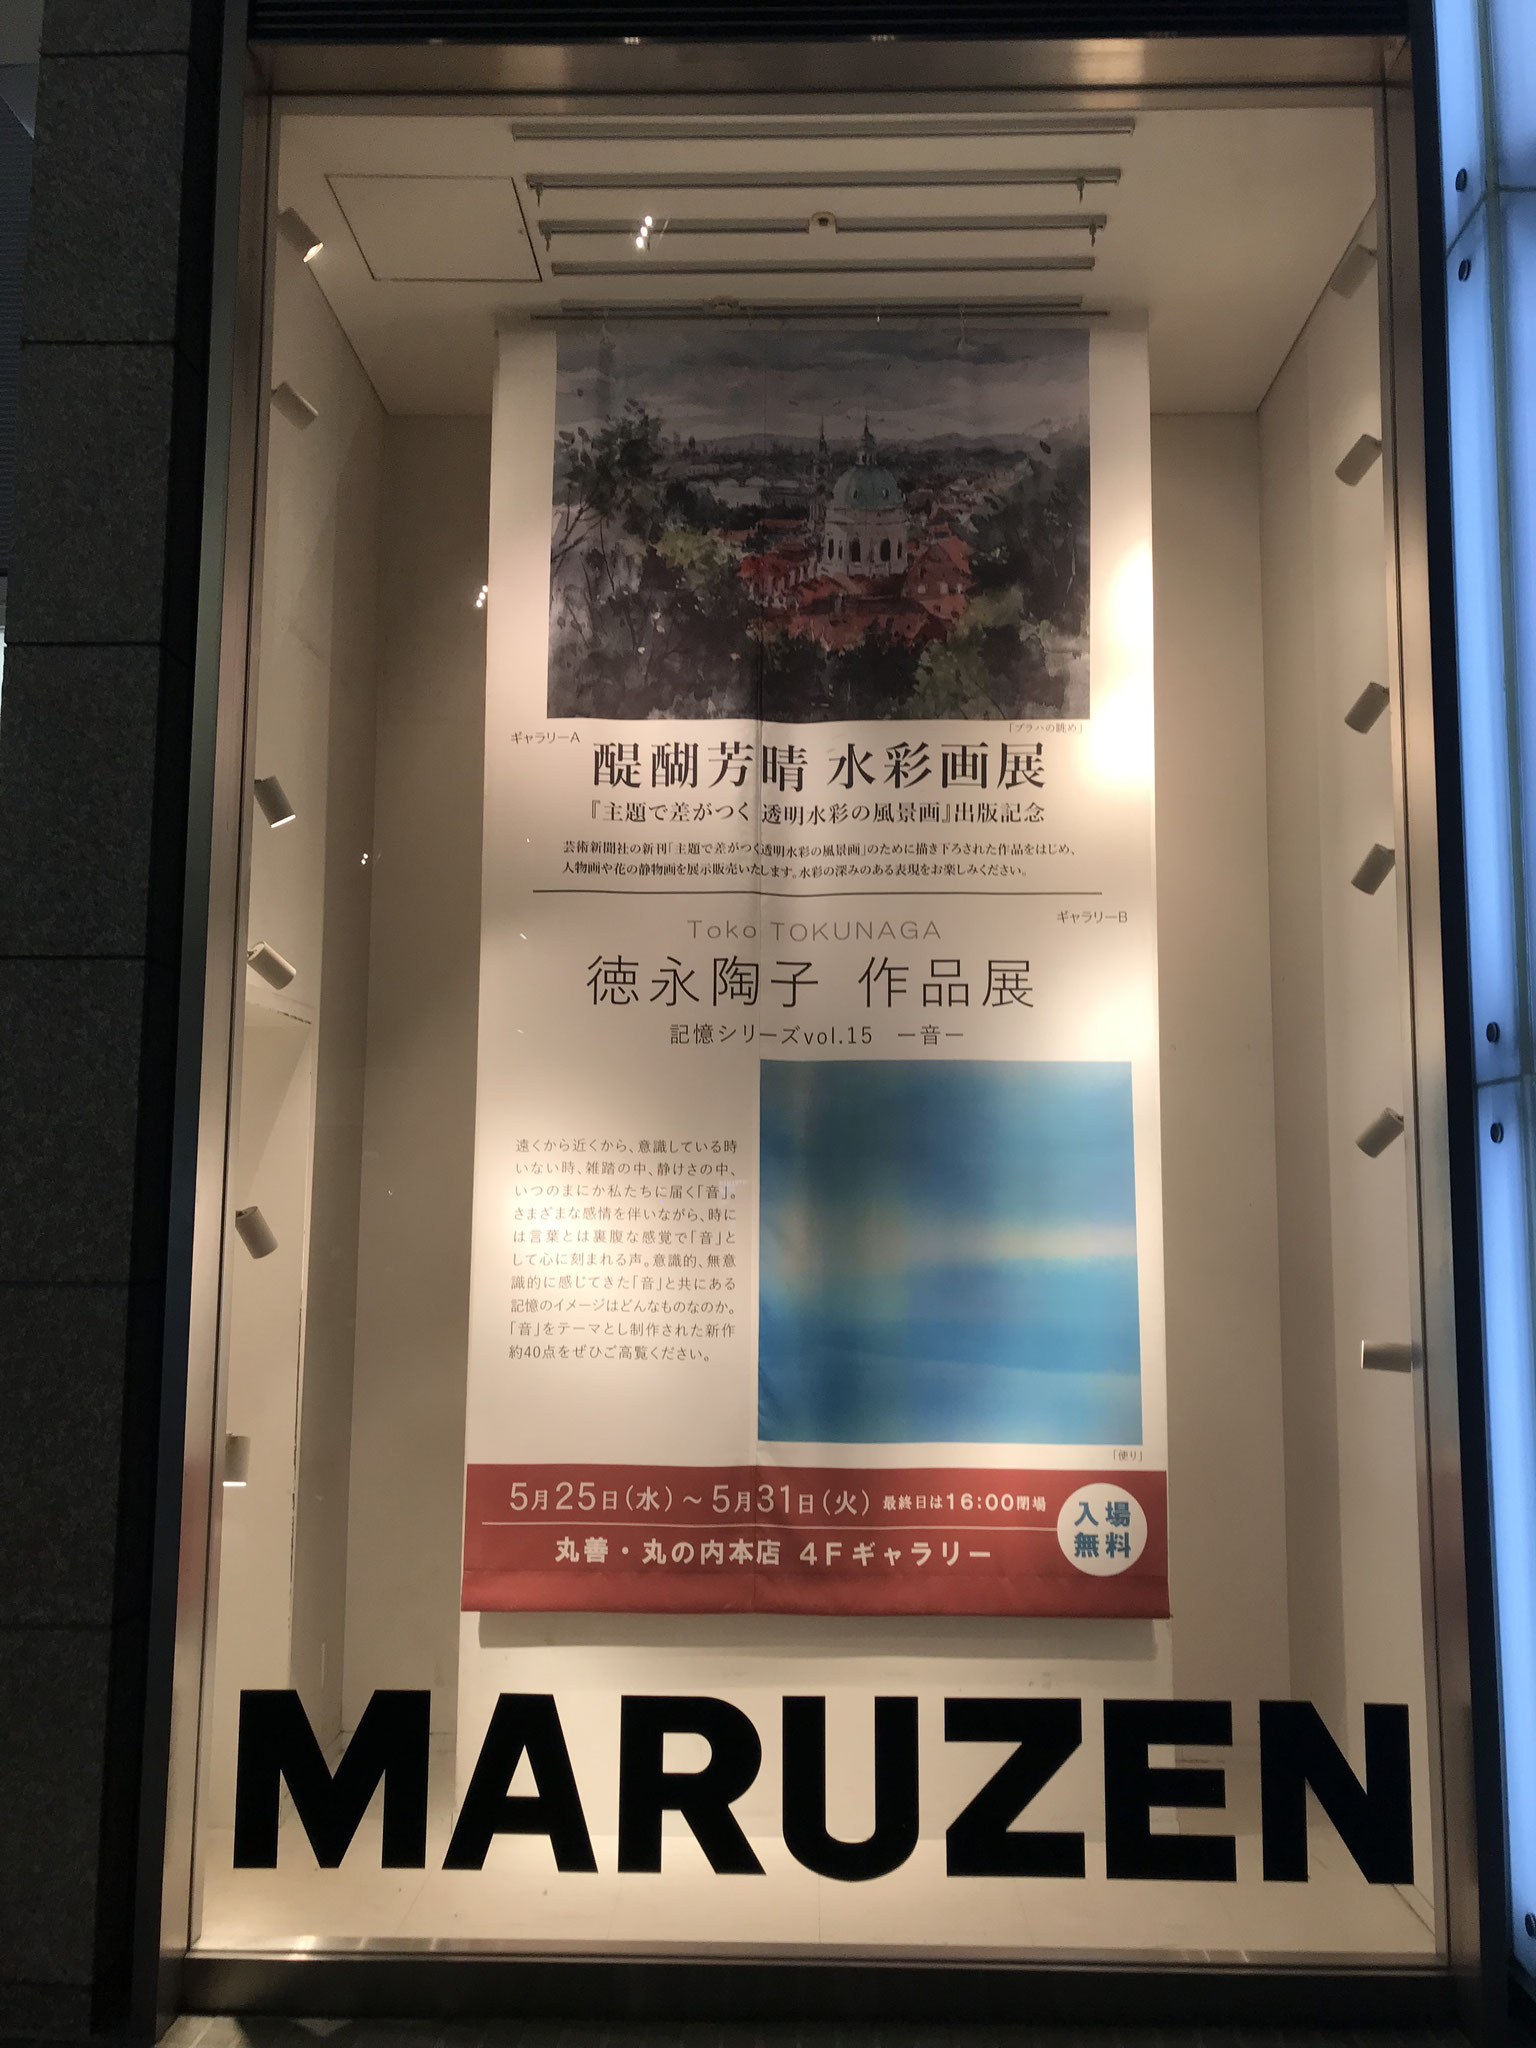 「プラハの眺め」
ギャラリーA
醍醐芳晴 水彩画展
『主題で差がつく 透明水彩の風景画』出版記念
芸術新聞社の新刊「主題で差がつく透明水彩の風景画」のために描き下ろされた作品をはじめ、
人物画や花の静物画を展示販売いたします。水彩の深みのある表現をお楽しみください。
ギャラリーB
Toko TOKUNAGA
徳永陶子 作品展
記憶シリーズvol.15 ー音ー
遠くから近くから、意識している時
いない時、雑踏の中、静けさの中、
いつのまにか私たちに届く「音」。
さまざまな感情を伴いながら、時に
は言葉とは裏腹な感覚で「音」と
して心に刻まれる声。意識的、無意
識的に感じてきた「音」と共にある
記憶のイメージはどんなものなのか。
「音」をテーマとし制作された新作
約40点をぜひご高覧ください。
「便り」
5月25日(水)~5月31日(火) 最終日は16:00閉場
丸善・丸の内本店 4Fギャラリー
入場
無料
MARUZEN